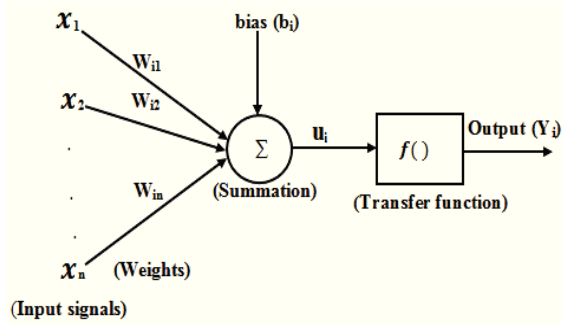 x1
bias (bi)
Wi1
x2
Wi2
Σ
ui
f()
Output (Yi)
Win
(Summation)
(Transfer function)
xn
(Weights)
(Input signals)